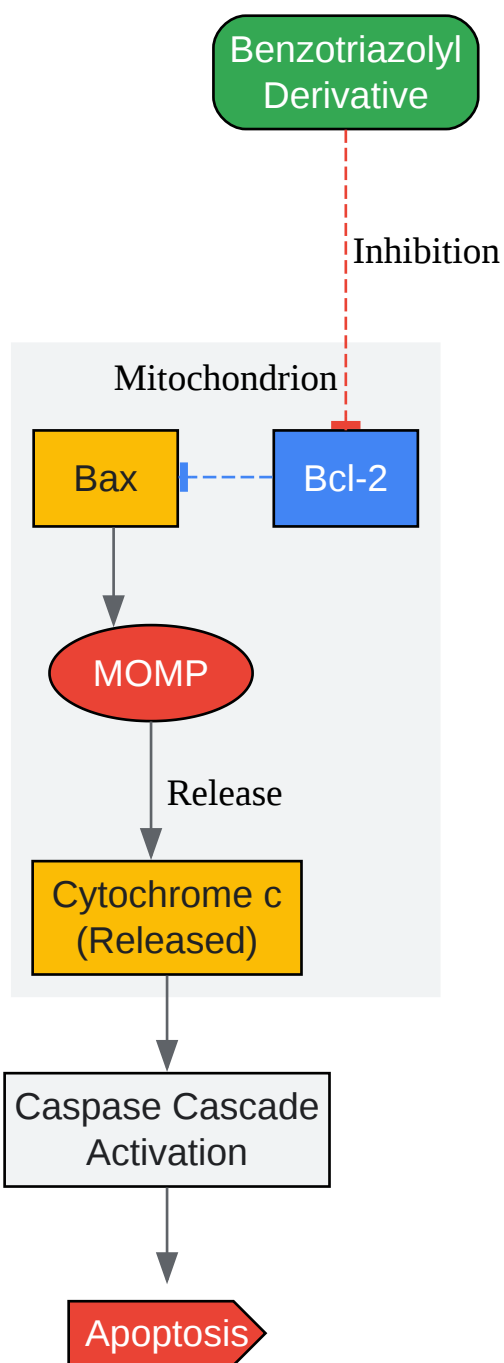 Benzotriazolyl
Derivative
Inhibition
Mitochondrion
Bax
Bcl-2
MOMP
Release
Cytochrome c
(Released)
Caspase Cascade
Activation
Apoptosis